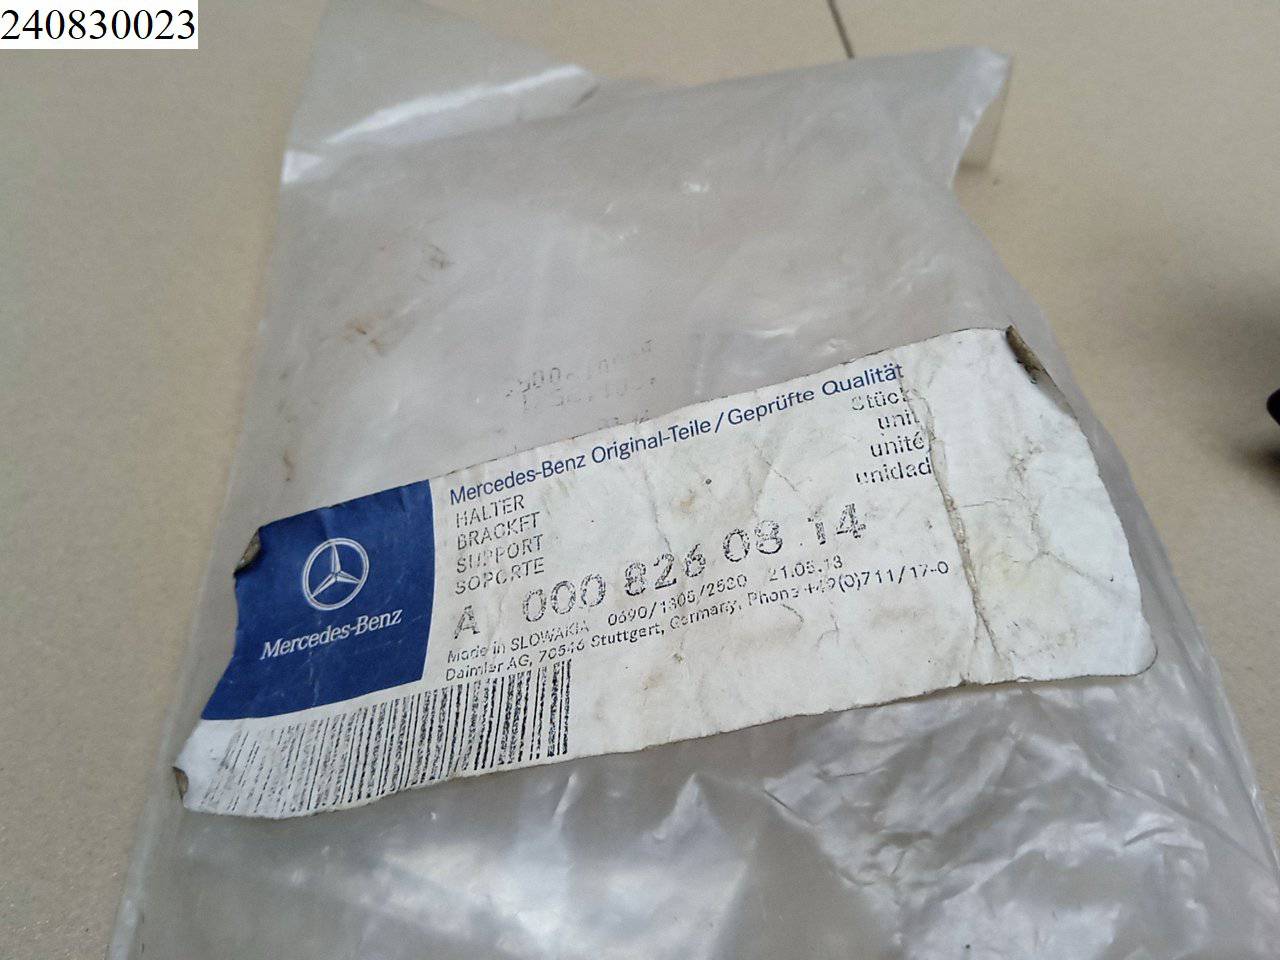 240830023
Mercedes-Benz Original-Teile / Geprüfte Qualität
HALTER
BRACKET
SUPPORT
SOPORTE
Stück
unit
unité
unidad
A 000 826 08 14
Made in SLOWAKIA 0690/1305/2580 21.05.13
Daimler AG, 70546 Stuttgart, Germany, Phone +49(0)711/17-0
Mercedes-Benz